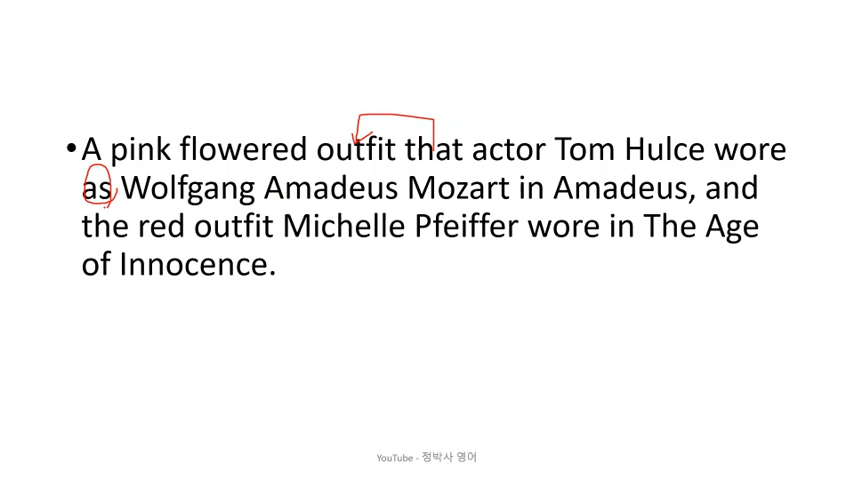 •A pink flowered outfit that actor Tom Hulce wore
as Wolfgang Amadeus Mozart in Amadeus, and
the red outfit Michelle Pfeiffer wore in The Age
of Innocence.
YouTube - 정박사 영어